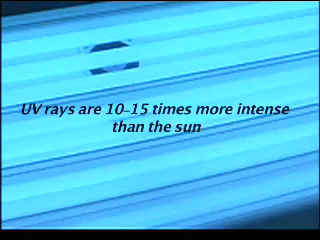 UV rays are 10-15 times more intense
than the sun